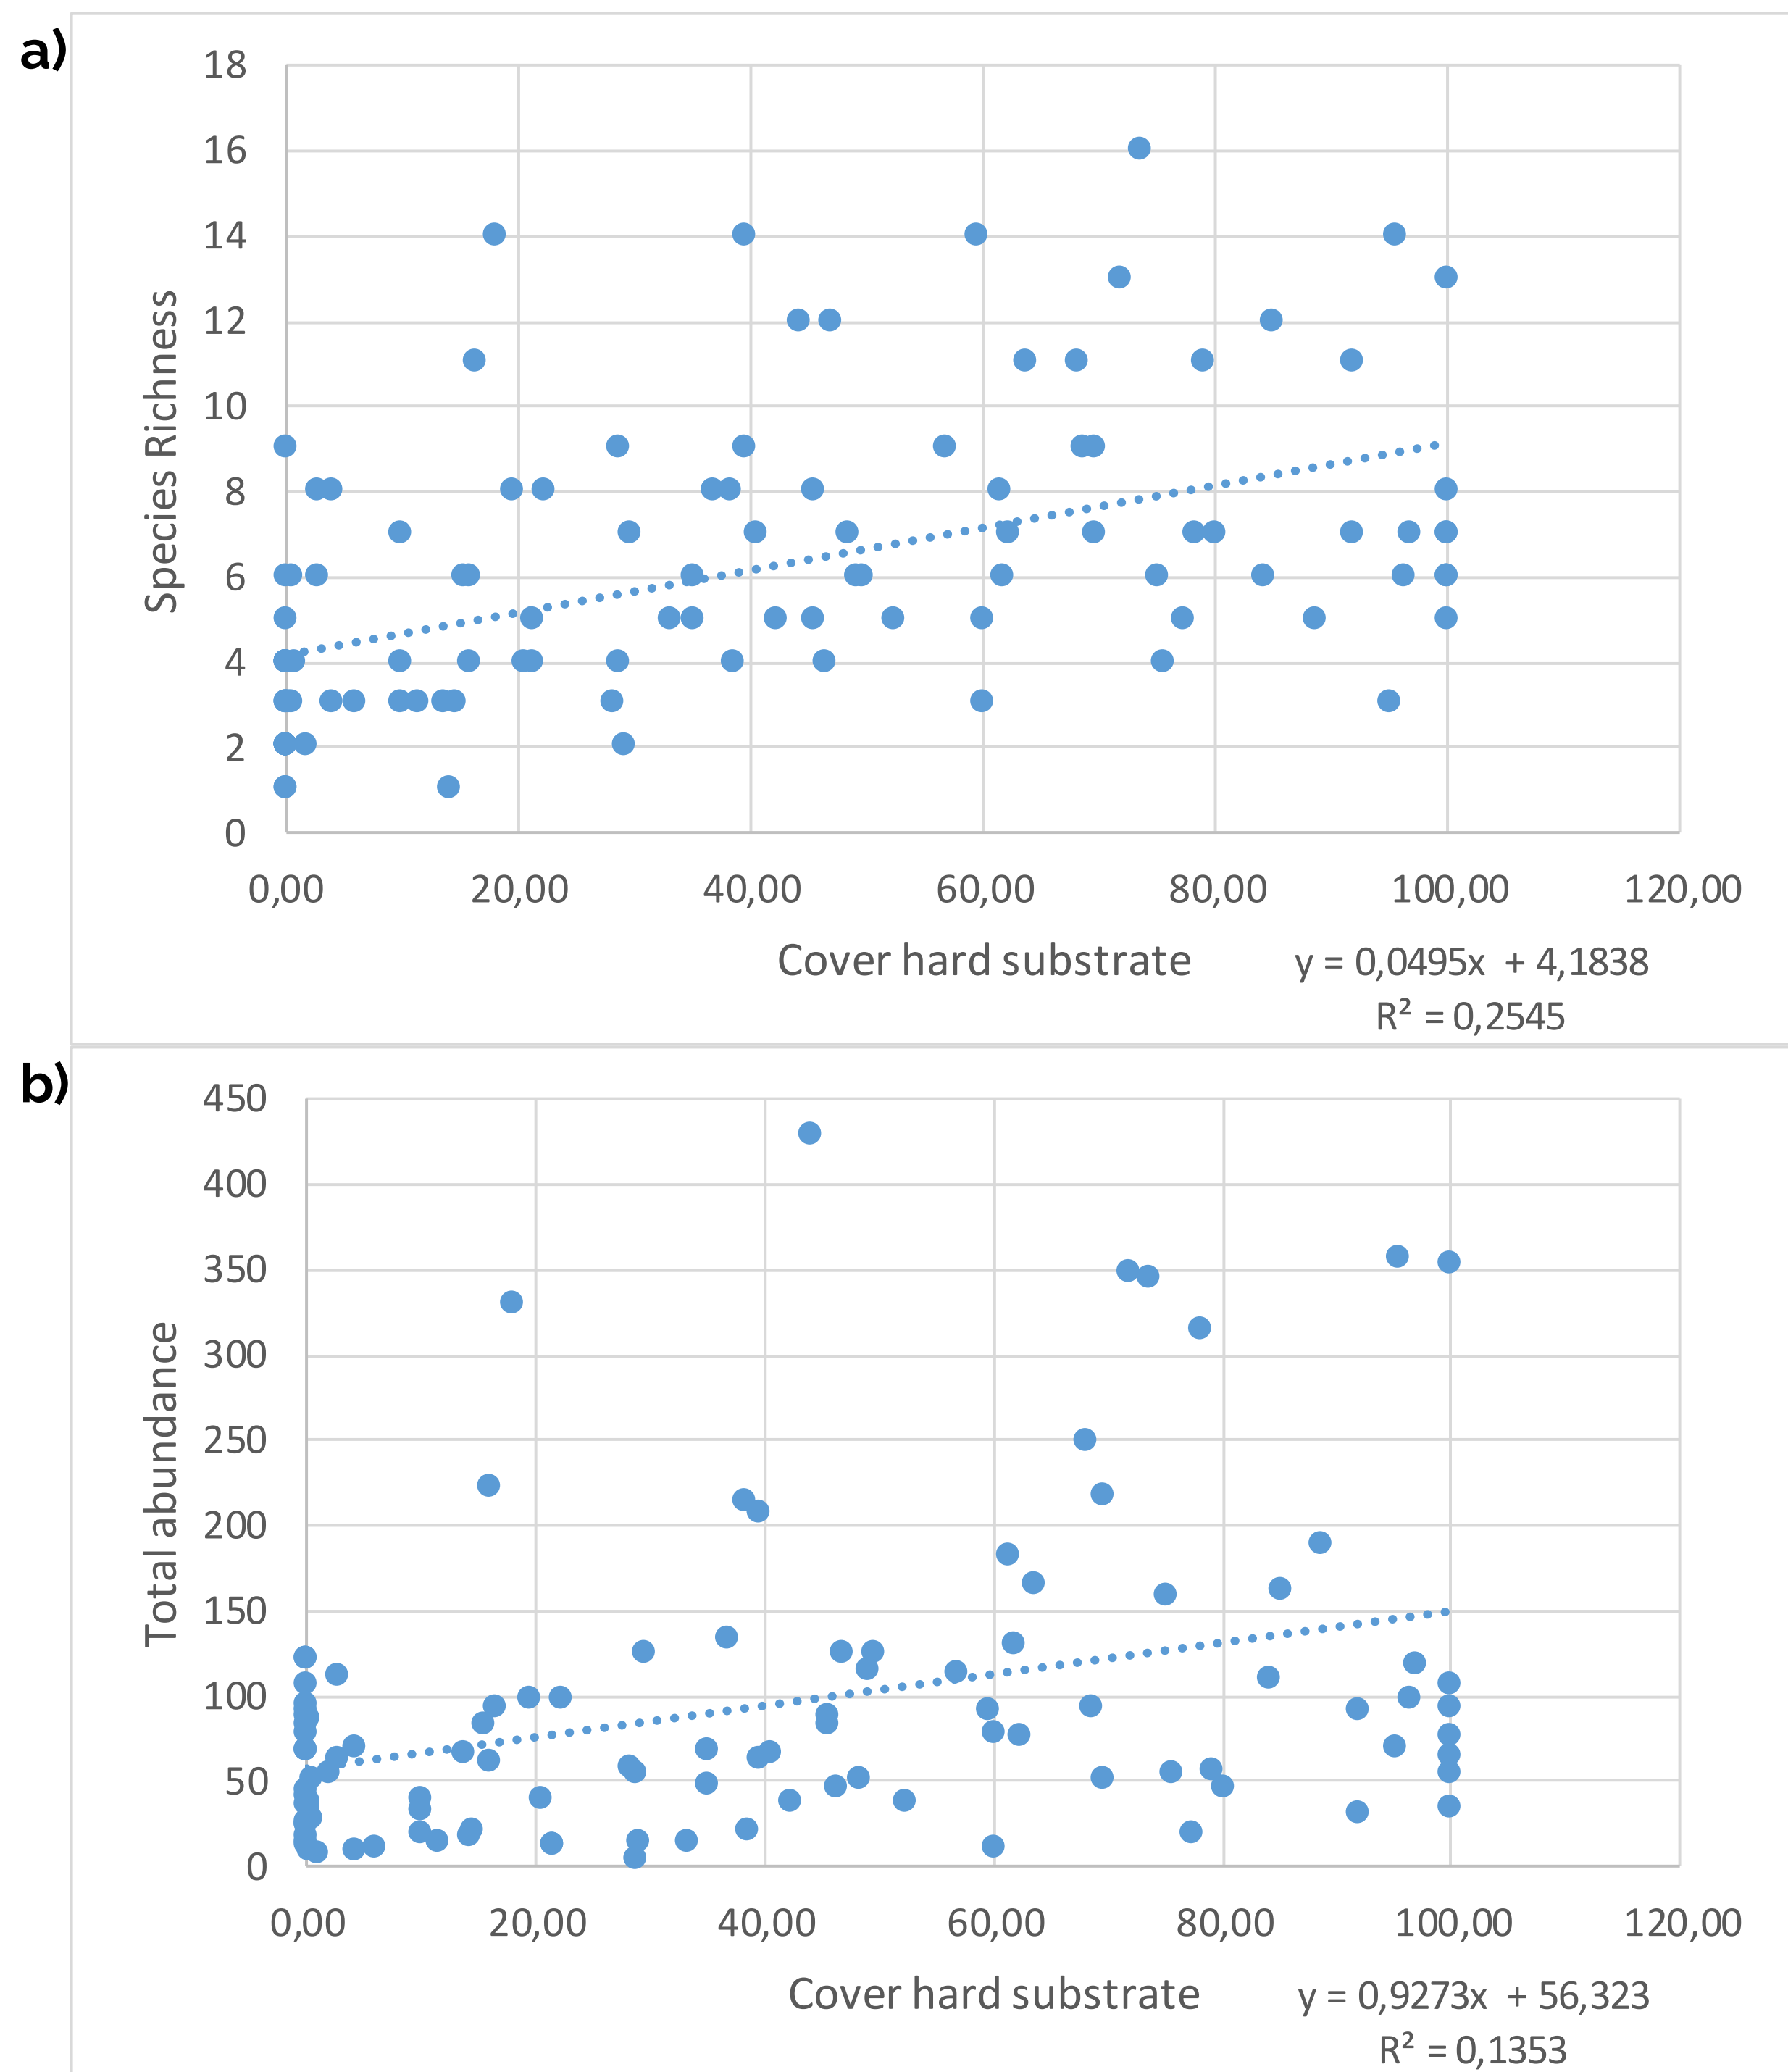 a)
18
16
14
12
10
8
6
4
2
0
Species Richness
0,00 20,00 40,00 60,00 80,00 100,00 120,00
Cover hard substrate
y = 0,0495x + 4,1838
R² = 0,2545
b)
450
400
350
300
250
200
150
100
50
0
Total abundance
0,00 20,00 40,00 60,00 80,00 100,00 120,00
Cover hard substrate
y = 0,9273x + 56,323
R² = 0,1353